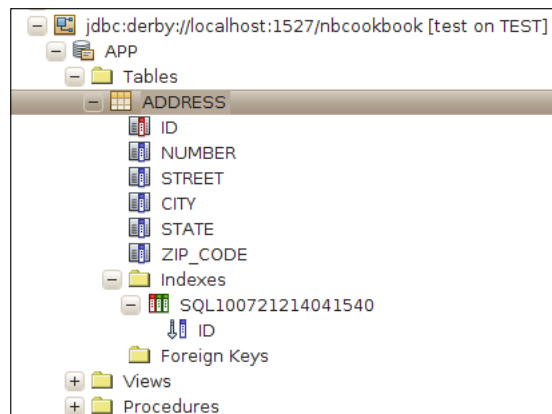 jdbc:derby://localhost:1527/nbcookbook [test on TEST]
APP
Tables
ADDRESS
ID
NUMBER
STREET
CITY
STATE
ZIP_CODE
Indexes
SQL100721214041540
ID
Foreign Keys
Views
Procedures